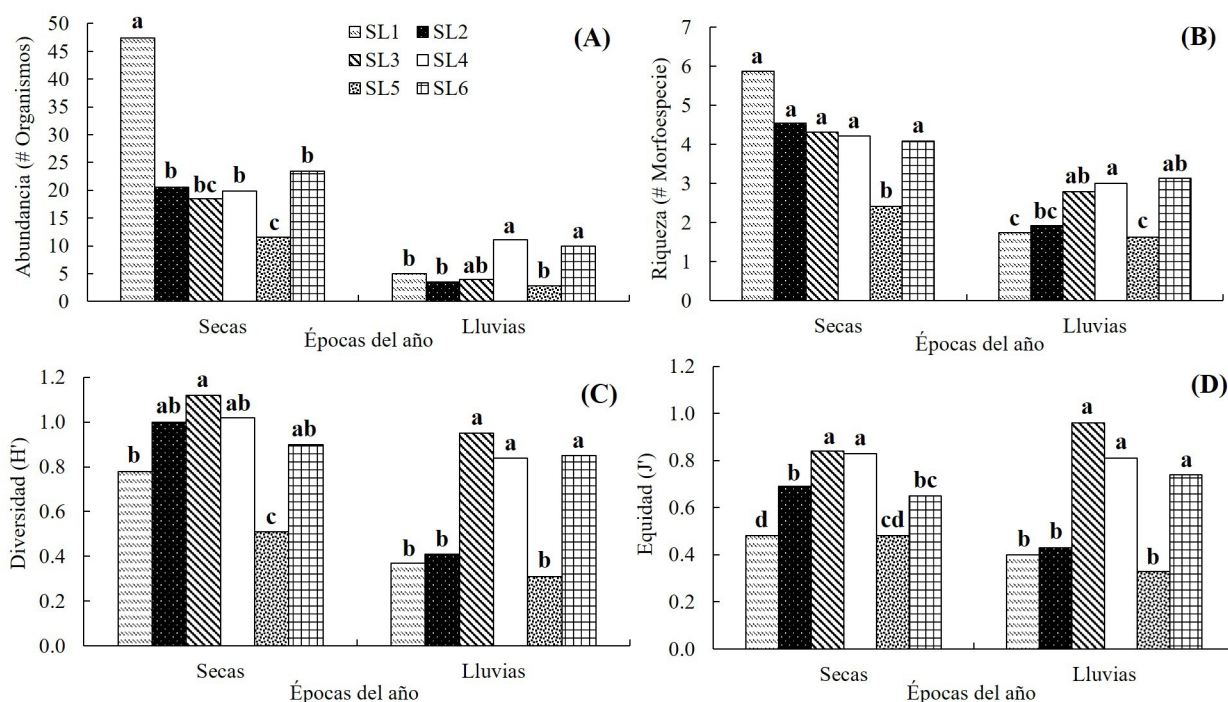 (A)
Abundancia (# Organismos)
50
45
40
35
30
25
20
15
10
5
0
SL1 SL2
SL3 SL4
SL5 SL6
a
b
bc
b
c
b
b
b
ab
a
b
a
Secas Lluvias
Épocas del año
(B)
Riqueza (# Morfoespecie)
7
6
5
4
3
2
1
0
a
a
a
a
b
a
c
bc
ab
a
c
ab
Secas Lluvias
Épocas del año
(C)
Diversidad (H')
1.2
1.0
0.8
0.6
0.4
0.2
0.0
b
ab
a
ab
c
ab
b
b
a
a
b
a
Secas Lluvias
Épocas del año
(D)
Equidad (J')
1.2
1.0
0.8
0.6
0.4
0.2
0.0
d
b
a
a
cd
bc
b
b
a
a
b
a
Secas Lluvias
Épocas del año